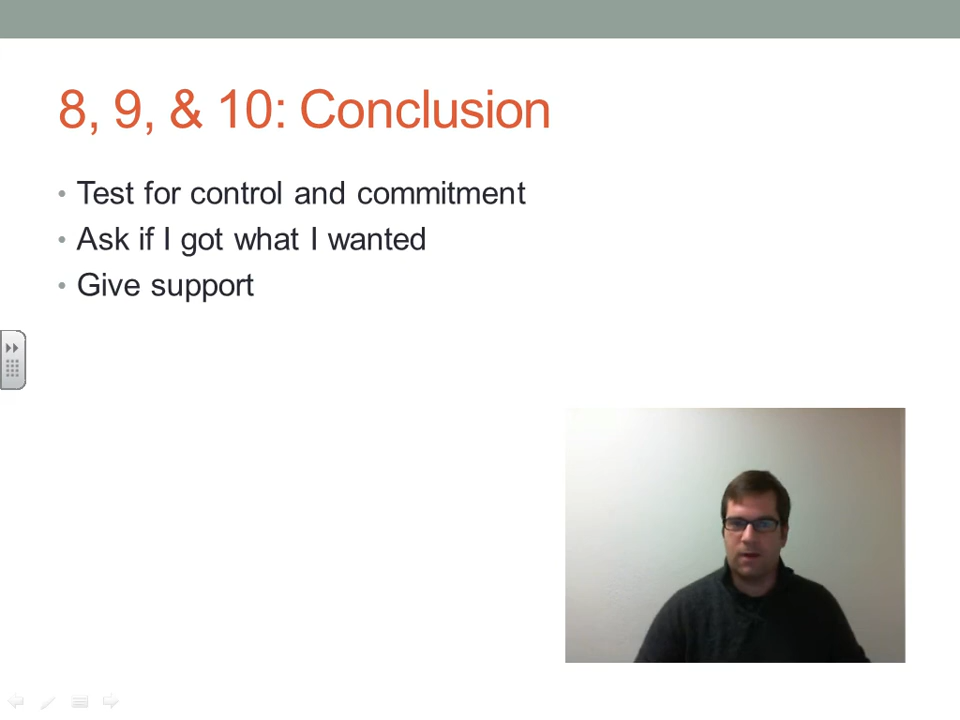 8, 9, & 10: Conclusion
• Test for control and commitment
• Ask if I got what I wanted
• Give support